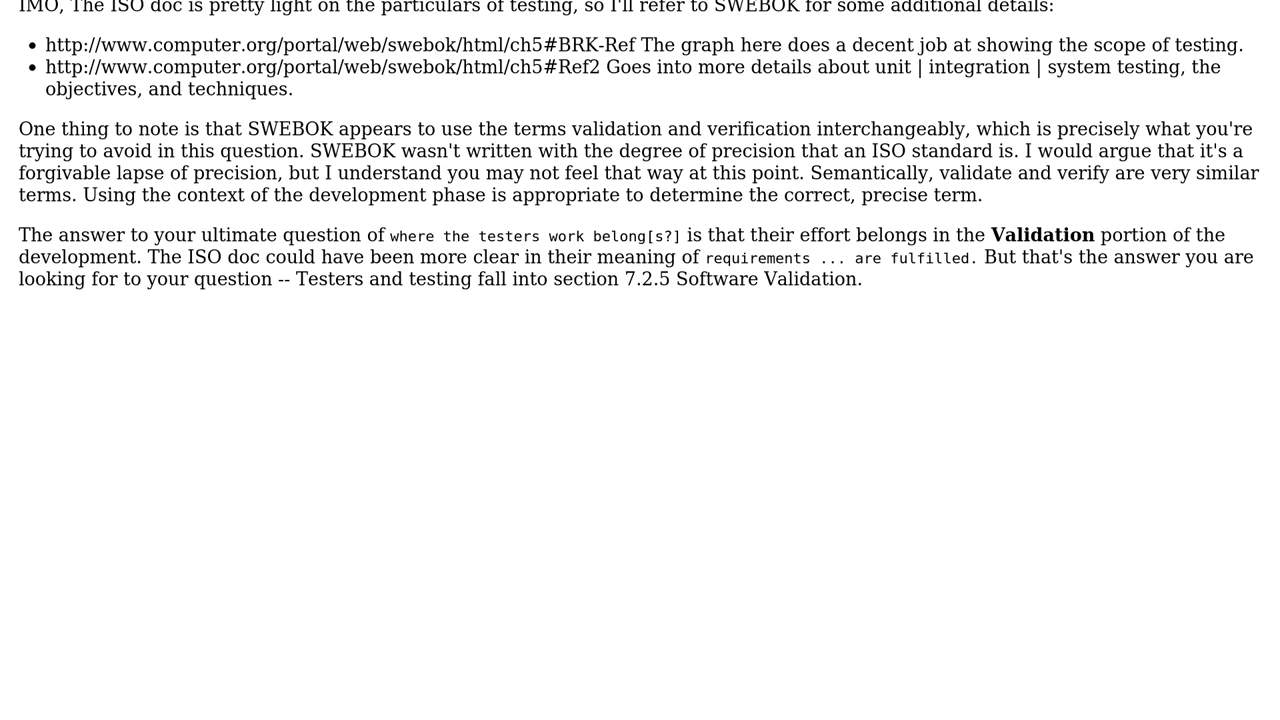 IMO, The ISO doc is pretty light on the particulars of testing, so I'll refer to SWEBOK for some additional details:
• http://www.computer.org/portal/web/swebok/html/ch5#BRK-Ref The graph here does a decent job at showing the scope of testing.
• http://www.computer.org/portal/web/swebok/html/ch5#Ref2 Goes into more details about unit | integration | system testing, the
objectives, and techniques.
One thing to note is that SWEBOK appears to use the terms validation and verification interchangeably, which is precisely what you're
trying to avoid in this question. SWEBOK wasn't written with the degree of precision that an ISO standard is. I would argue that it's a
forgivable lapse of precision, but I understand you may not feel that way at this point. Semantically, validate and verify are very similar
terms. Using the context of the development phase is appropriate to determine the correct, precise term.
The answer to your ultimate question of where the testers work belong[s?] is that their effort belongs in the Validation portion of the
development. The ISO doc could have been more clear in their meaning of requirements ... are fulfilled. But that's the answer you are
looking for to your question -- Testers and testing fall into section 7.2.5 Software Validation.